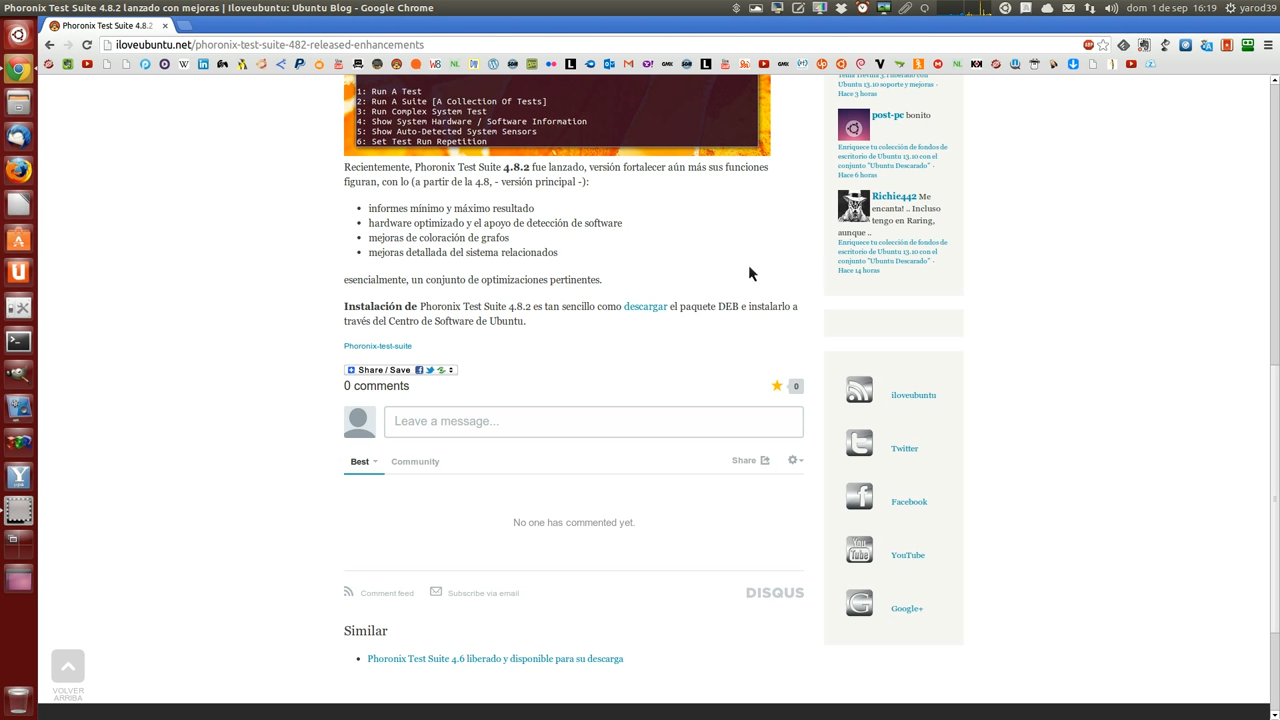 Phoronix Test Suite 4.8.2 lanzado con mejoras | Iloveubuntu: Ubuntu Blog - Google Chrome
dom 1 de sep 16:19
yarod39
Phoronix Test Suite 4.8.2
iloveubuntu.net/phoronix-test-suite-482-released-enhancements
1: Run A Test
2: Run A Suite [A Collection Of Tests]
3: Run Complex System Test
4: Show System Hardware / Software Information
5: Show Auto-Detected System Sensors
6: Set Test Run Repetition
Recientemente, Phoronix Test Suite 4.8.2 fue lanzado, versión fortalecer aún más sus funciones
figuran, con lo (a partir de la 4.8, - versión principal -):
informes mínimo y máximo resultado
hardware optimizado y el apoyo de detección de software
mejoras de coloración de grafos
mejoras detallada del sistema relacionados
esencialmente, un conjunto de optimizaciones pertinentes.
Instalación de Phoronix Test Suite 4.8.2 es tan sencillo como descargar el paquete DEB e instalarlo a
través del Centro de Software de Ubuntu.
Phoronix-test-suite
Share / Save
0 comments
0
Leave a message...
Best
Community
Share
No one has commented yet.
Comment feed
Subscribe via email
DISQUS
Similar
Phoronix Test Suite 4.6 liberado y disponible para su descarga
VOLVER
ARRIBA
Ubuntu 13.10 soporte y mejoras -
Hace 3 horas
post-pc bonito
Enriquece tu colección de fondos de
escritorio de Ubuntu 13.10 con el
conjunto "Ubuntu Descarado" -
Hace 6 horas
Richie442 Me
encanta! .. Incluso
tengo en Raring,
aunque ..
Enriquece tu colección de fondos de
escritorio de Ubuntu 13.10 con el
conjunto "Ubuntu Descarado" -
Hace 14 horas
iloveubuntu
Twitter
Facebook
YouTube
Google+